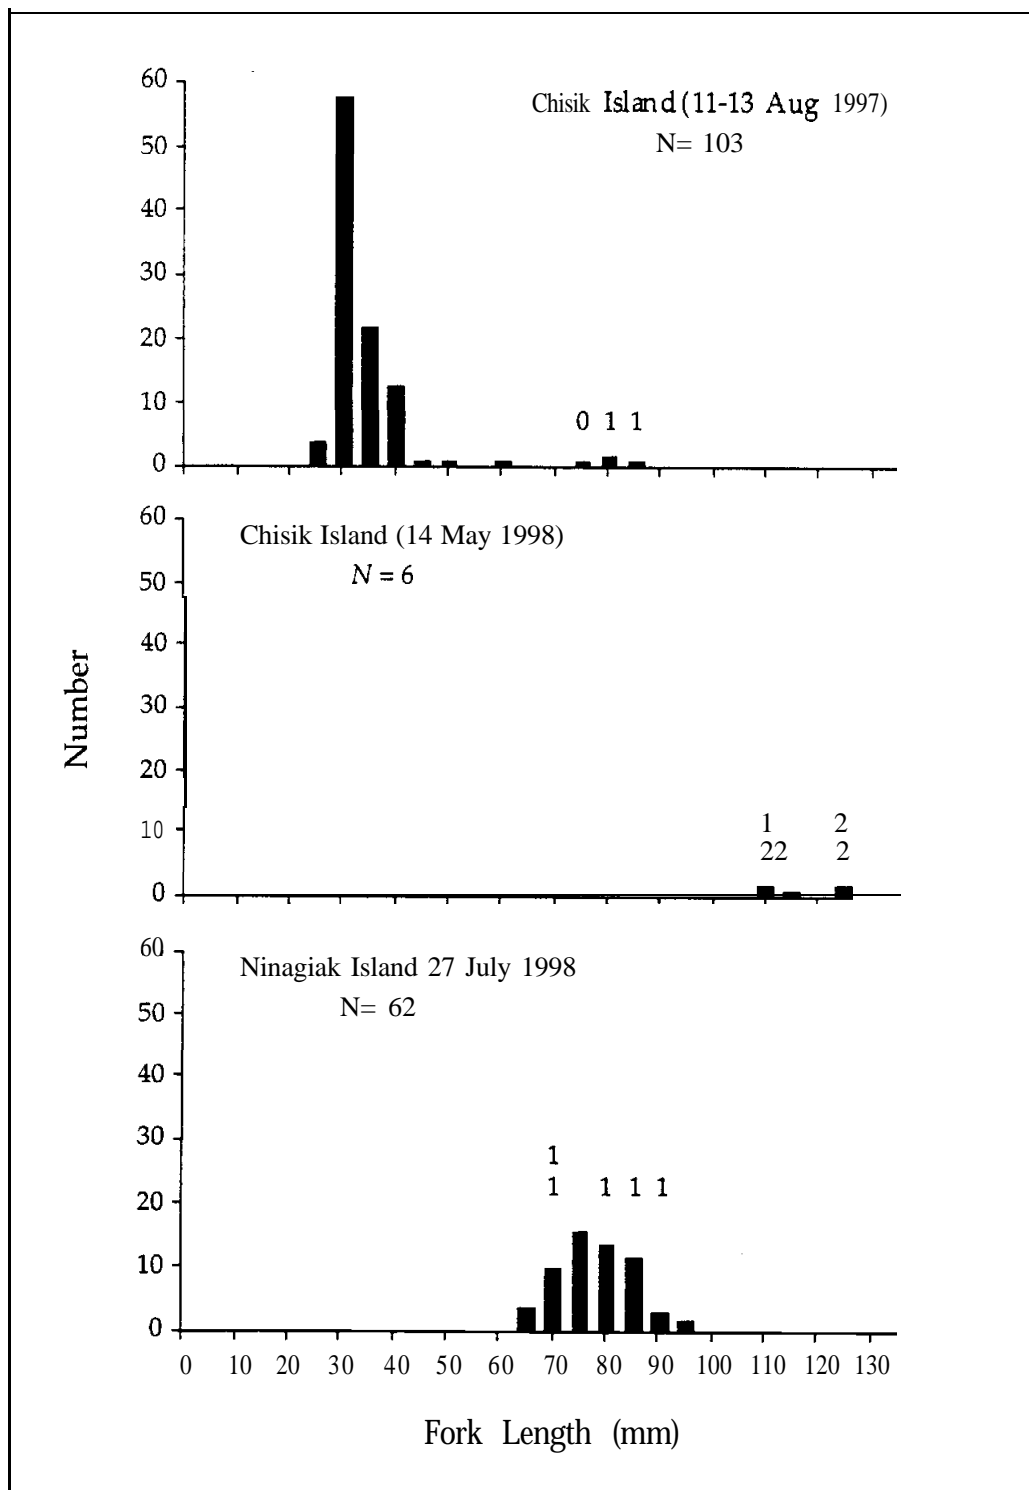 60
Chisik Island (11-13 Aug 1997)
N= 103
50
40
30
20
10
0 1 1
0
60
Chisik Island (14 May 1998)
N = 6
50
40
30
20
10
1 2
22 2
0
Number
60
Ninagiak Island 27 July 1998
N= 62
50
40
30
1
20
1 1 1 1
10
0
0 10 20 30 40 50 60 70 80 90 100 110 120 130
Fork Length (mm)